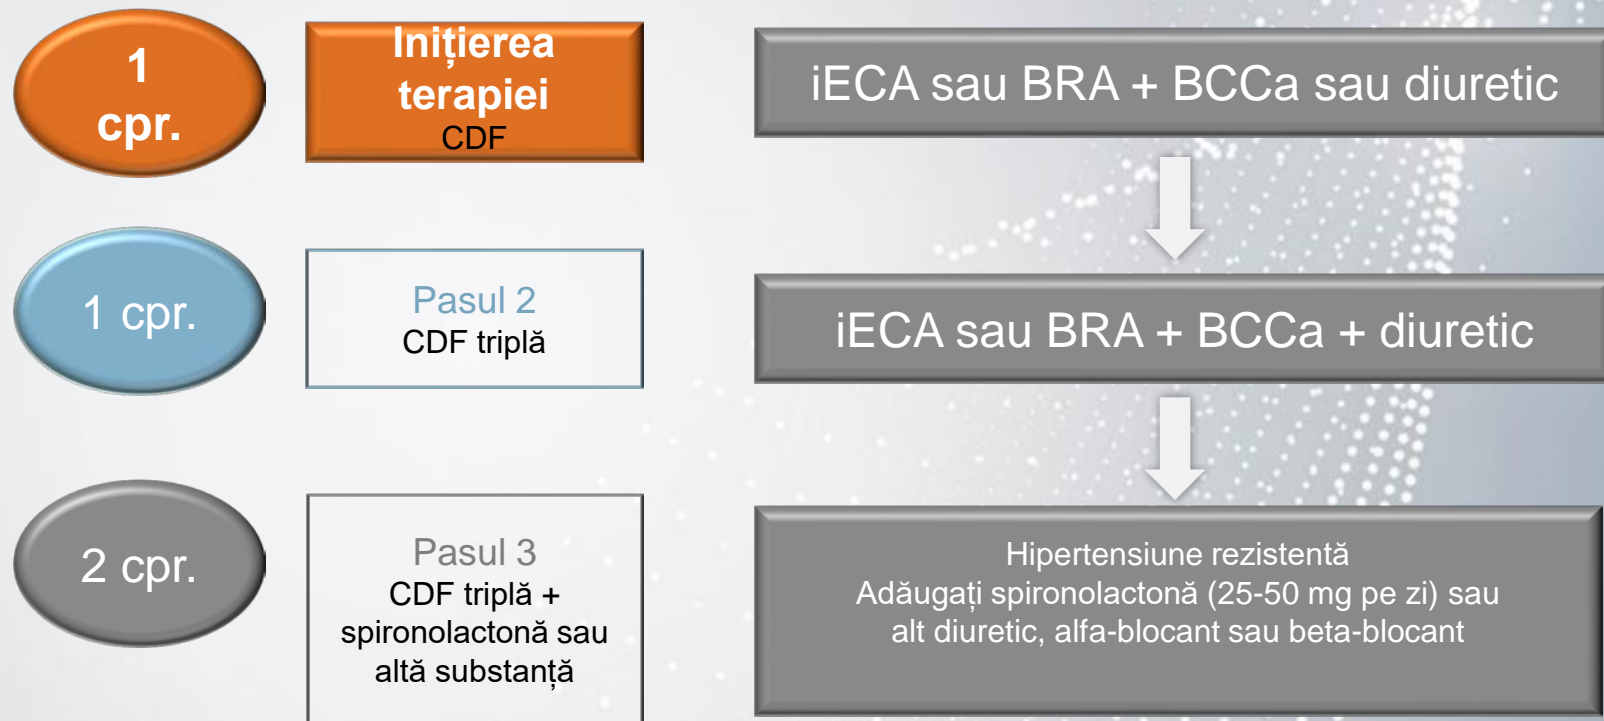 1
cpr.
Inițierea
terapiei
CDF
iECA sau BRA + BCCa sau diuretic
1 cpr.
Pasul 2
CDF triplă
iECA sau BRA + BCCa + diuretic
2 cpr.
Pasul 3
CDF triplă +
spironolactonă sau
altă substanță
Hipertensiune rezistentă
Adăugați spironolactonă (25-50 mg pe zi) sau
alt diuretic, alfa-blocant sau beta-blocant